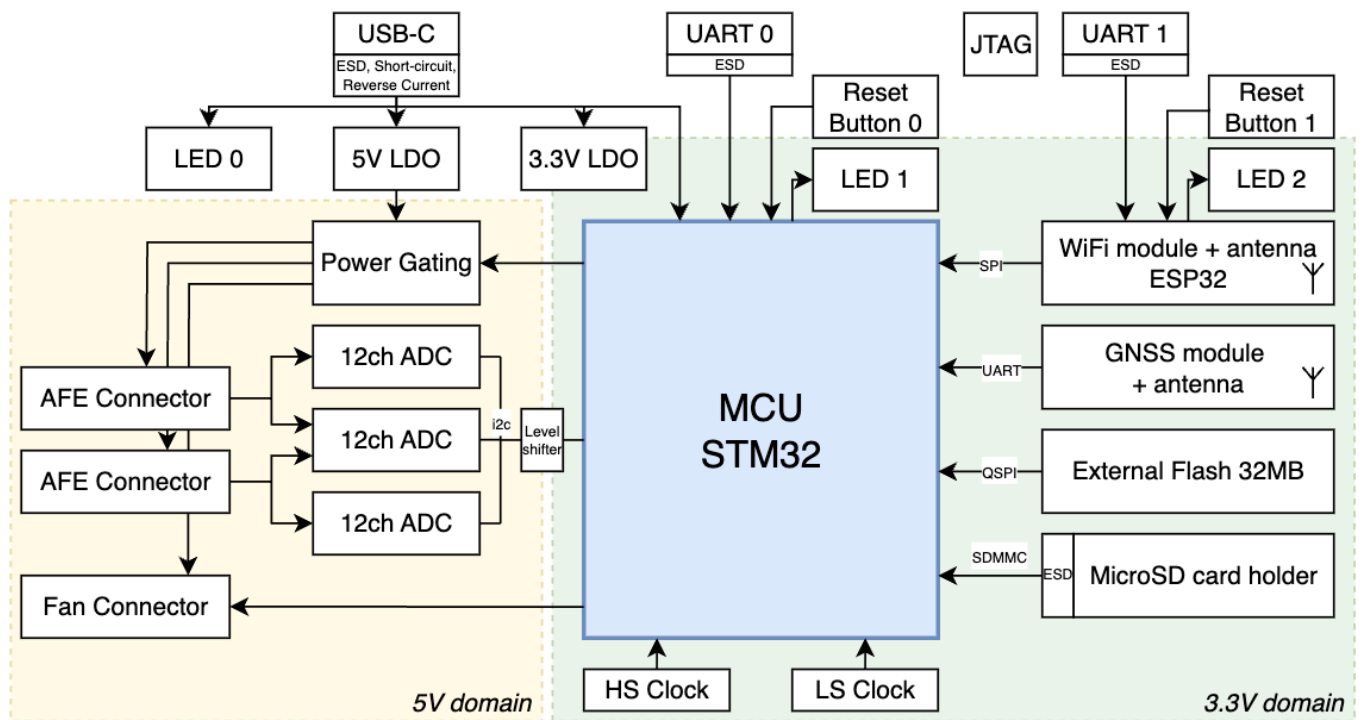 USB-C
ESD, Short-circuit,
Reverse Current
UART 0
ESD
JTAG
UART 1
ESD
Reset
Button 0
Reset
Button 1
LED 0
5V LDO
3.3V LDO
LED 1
LED 2
Power Gating
SPI
WiFi module + antenna
ESP32
12ch ADC
UART
GNSS module
+ antenna
AFE Connector
MCU
STM32
12ch ADC
i2c
Level
shifter
AFE Connector
QSPI
External Flash 32MB
12ch ADC
SDMMC
ESD
MicroSD card holder
Fan Connector
HS Clock
LS Clock
5V domain
3.3V domain